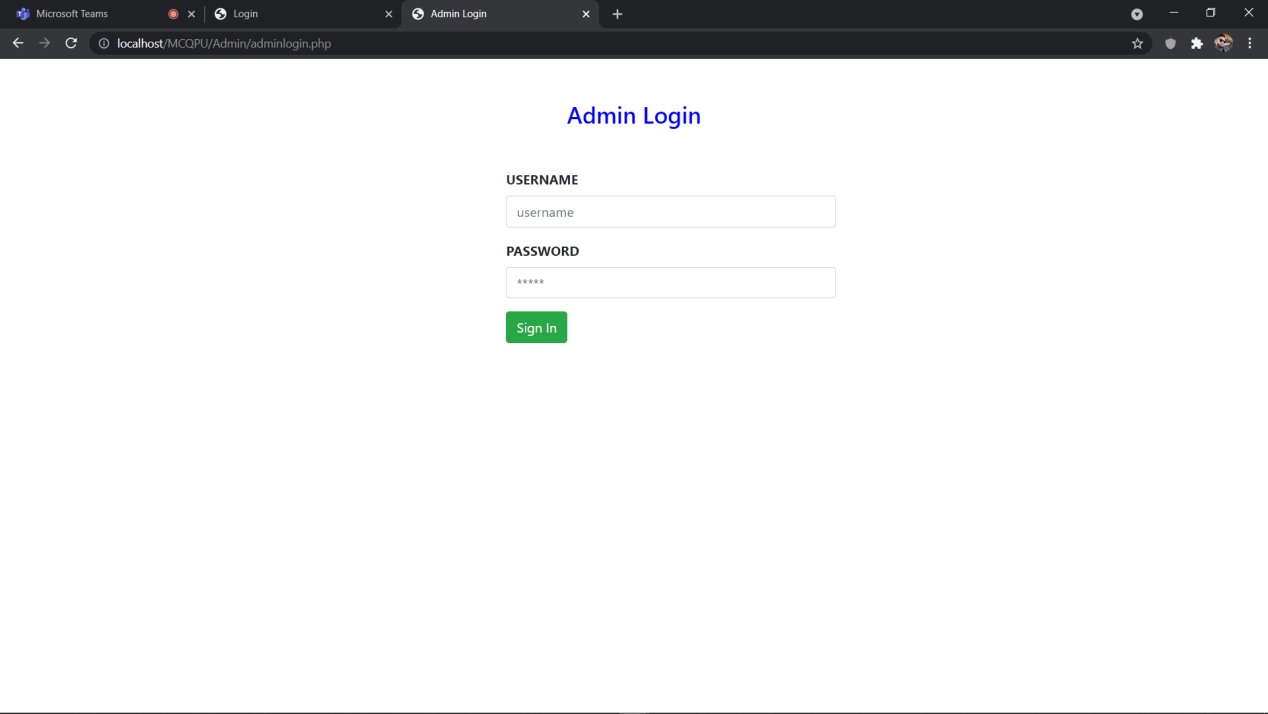 Microsoft Teams
Login
Admin Login
localhost/MCQPU/Admin/adminlogin.php
Admin Login
USERNAME
username
PASSWORD
*****
Sign In